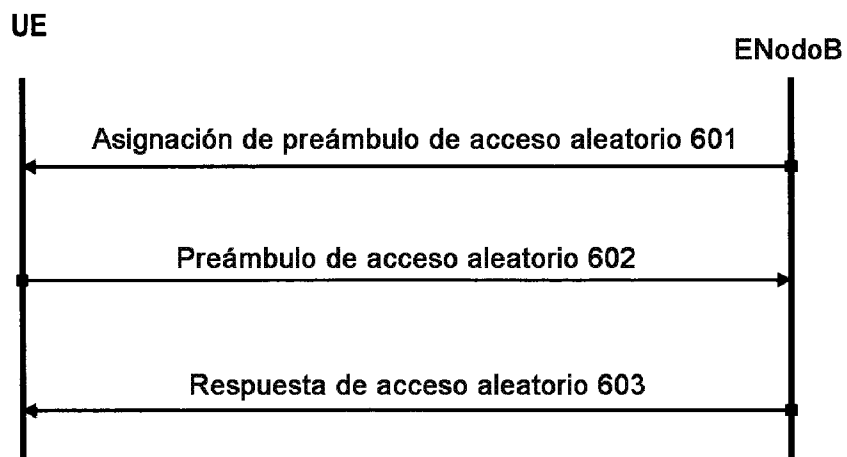 UE
ENodoB
Asignación de preámbulo de acceso aleatorio 601
Preámbulo de acceso aleatorio 602
Respuesta de acceso aleatorio 603